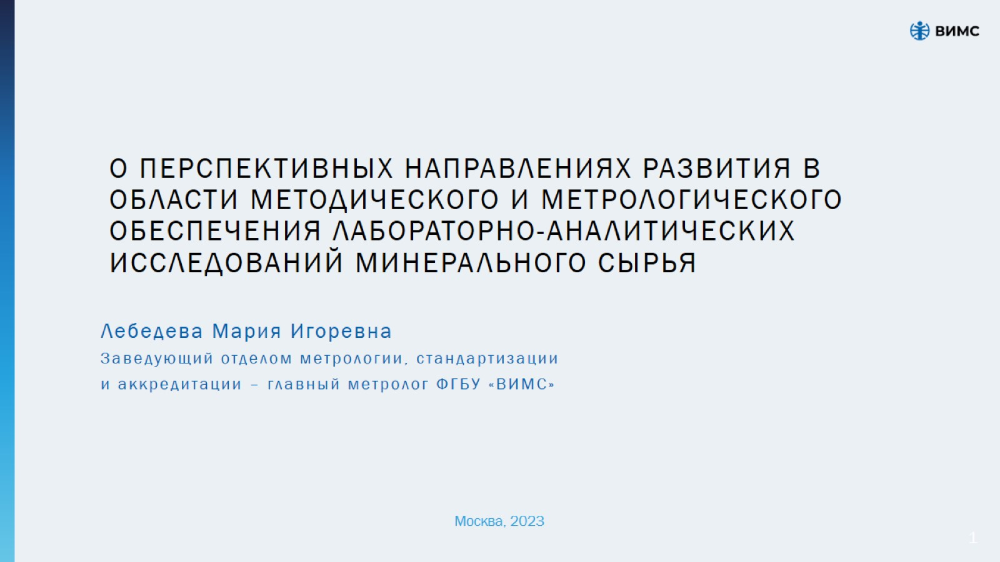 ВИМС
О ПЕРСПЕКТИВНЫХ НАПРАВЛЕНИЯХ РАЗВИТИЯ В
ОБЛАСТИ МЕТОДИЧЕСКОГО И МЕТРОЛОГИЧЕСКОГО
ОБЕСПЕЧЕНИЯ ЛАБОРАТОРНО-АНАЛИТИЧЕСКИХ
ИССЛЕДОВАНИЙ МИНЕРАЛЬНОГО СЫРЬЯ
Лебедева Мария Игоревна
Заведующий отделом метрологии, стандартизации
и аккредитации – главный метролог ФГБУ «ВИМС»
Москва, 2023
1